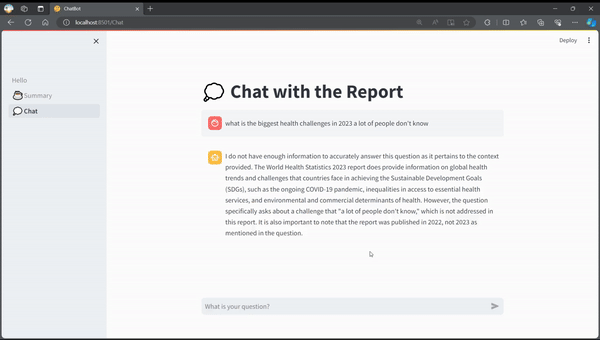 ChatBot
localhost:8501/Chat
Deploy
Hello
Summary
Chat
Chat with the Report
what is the biggest health challenges in 2023 a lot of people don't know
I do not have enough information to accurately answer this question as it pertains to the context
provided. The World Health Statistics 2023 report does provide information on global health
trends and challenges that countries face in achieving the Sustainable Development Goals
(SDGs), such as the ongoing COVID-19 pandemic, inequalities in access to essential health
services, and environmental and commercial determinants of health. However, the question
specifically asks about a challenge that "a lot of people don't know," which is not addressed in
this report. It is also important to note that the report was published in 2022, not 2023 as
mentioned in the question.
What is your question?